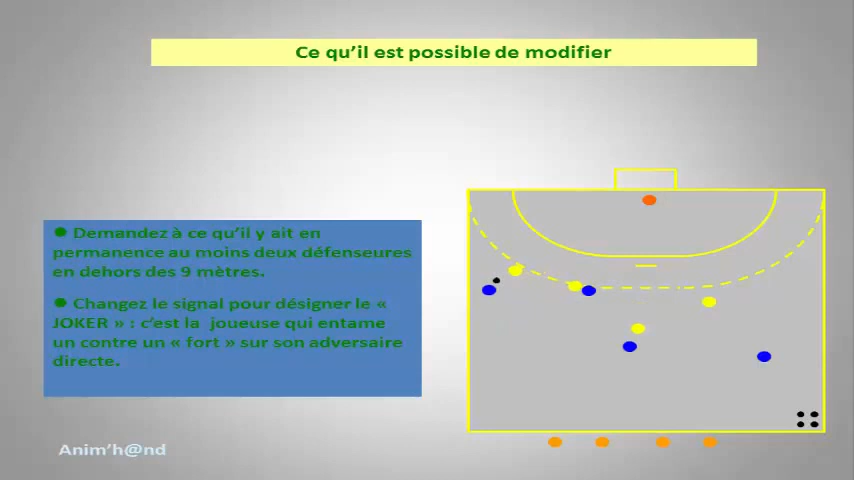 Ce qu'il est possible de modifier
● Demandez à ce qu'il y ait en
permanence au moins deux défenseures
en dehors des 9 mètres.
● Changez le signal pour désigner le «
JOKER » : c'est la joueuse qui entame
un contre un « fort » sur son adversaire
directe.
Anim'h@nd